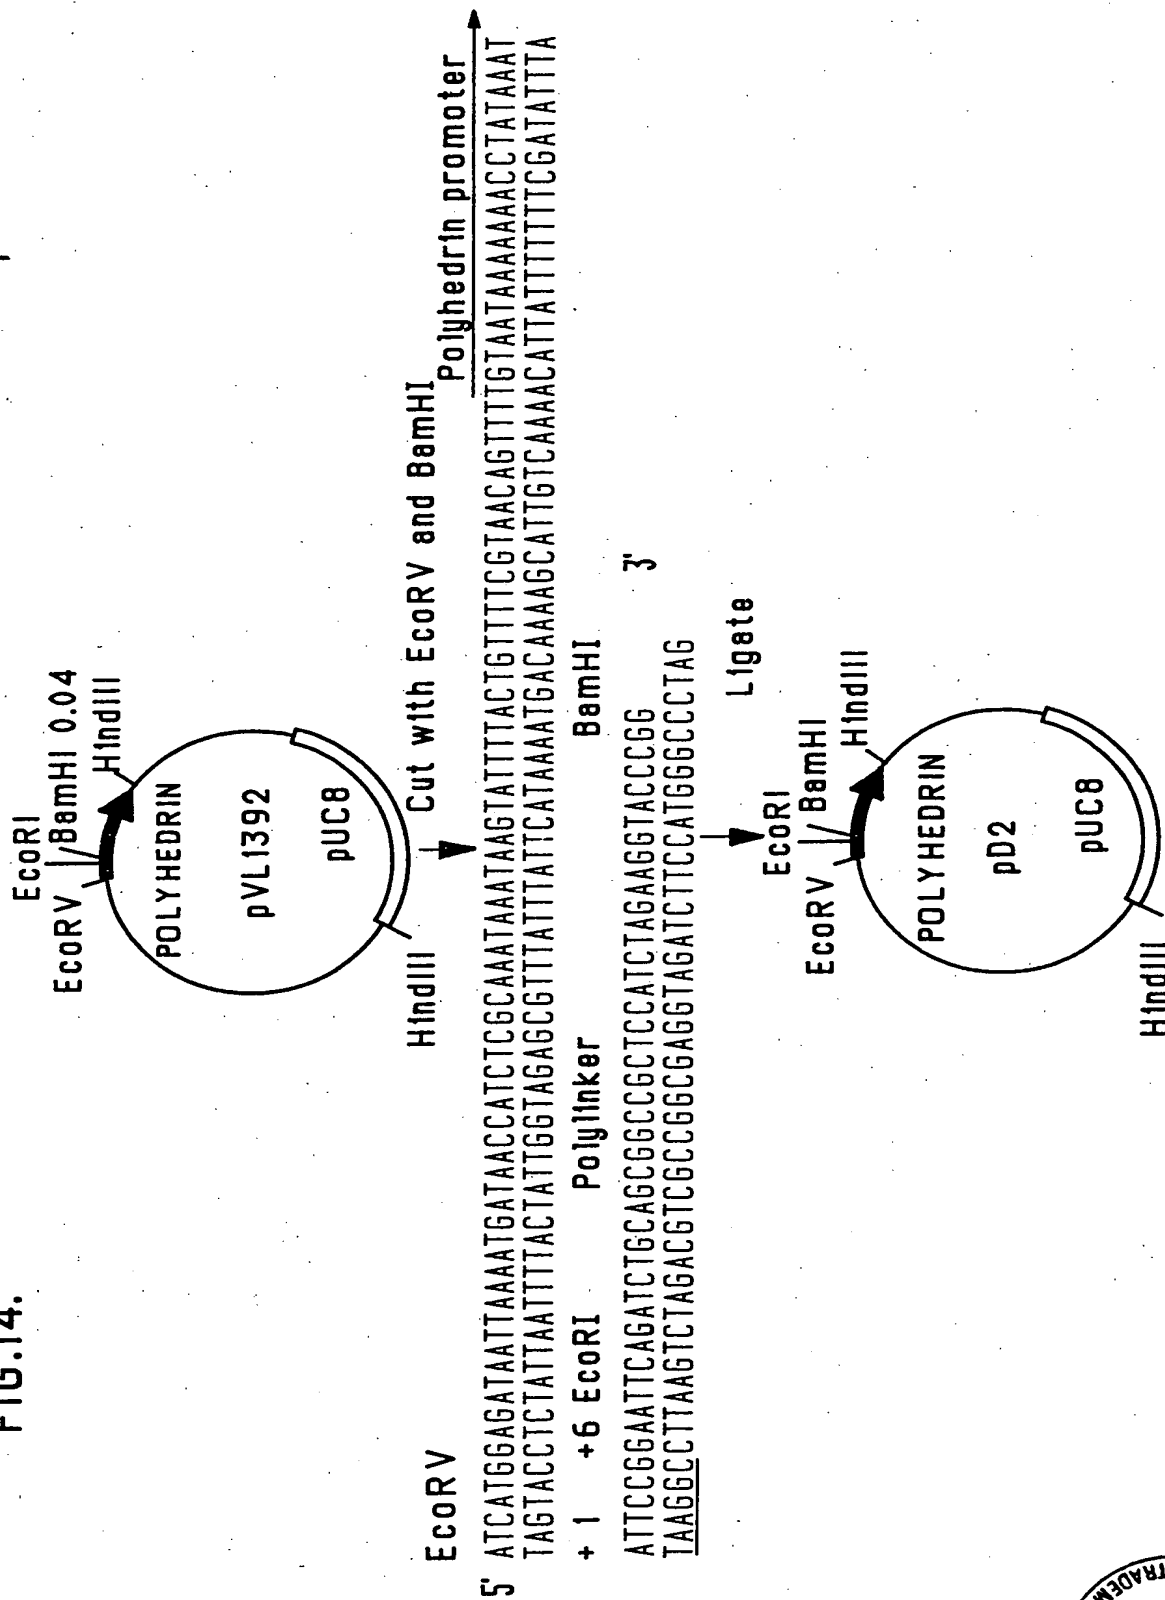 FIG.14.
EcoRI
EcoRV
BamHI 0.04
HindIII
POLYHEDRIN
pVL1392
pUC8
HindIII
Cut with EcoRV and BamHI
EcoRV
Polyhedrin promoter
5' ATCATGGAGATAATTAAAATGATAACCATCTCGCAAATAAATAAGTATTTTACTGTTTTCGTAACAGTTTTGTAATAAAAAAACCTATAAAT
TAGTACCTCTATTAATTTTACTATTGGTAGAGCGTTTATTTATTCATAAAATGACAAAAGCATTGTCAAAACATTATTTTTTTCGATATTTA
+1 +6 EcoRI Polylinker BamHI
ATTCCGGAATTCAGATCTGCAGCGGCCGCTCCATCTAGAAGGTACCCGG
TAAGGCCTTAAGTCTAGACGTCGCCGGCGAGGTAGATCTTCCATGGGCCCTAG
3'
Ligate
EcoRI
EcoRV
BamHI
HindIII
POLYHEDRIN
pD2
pUC8
HindIII